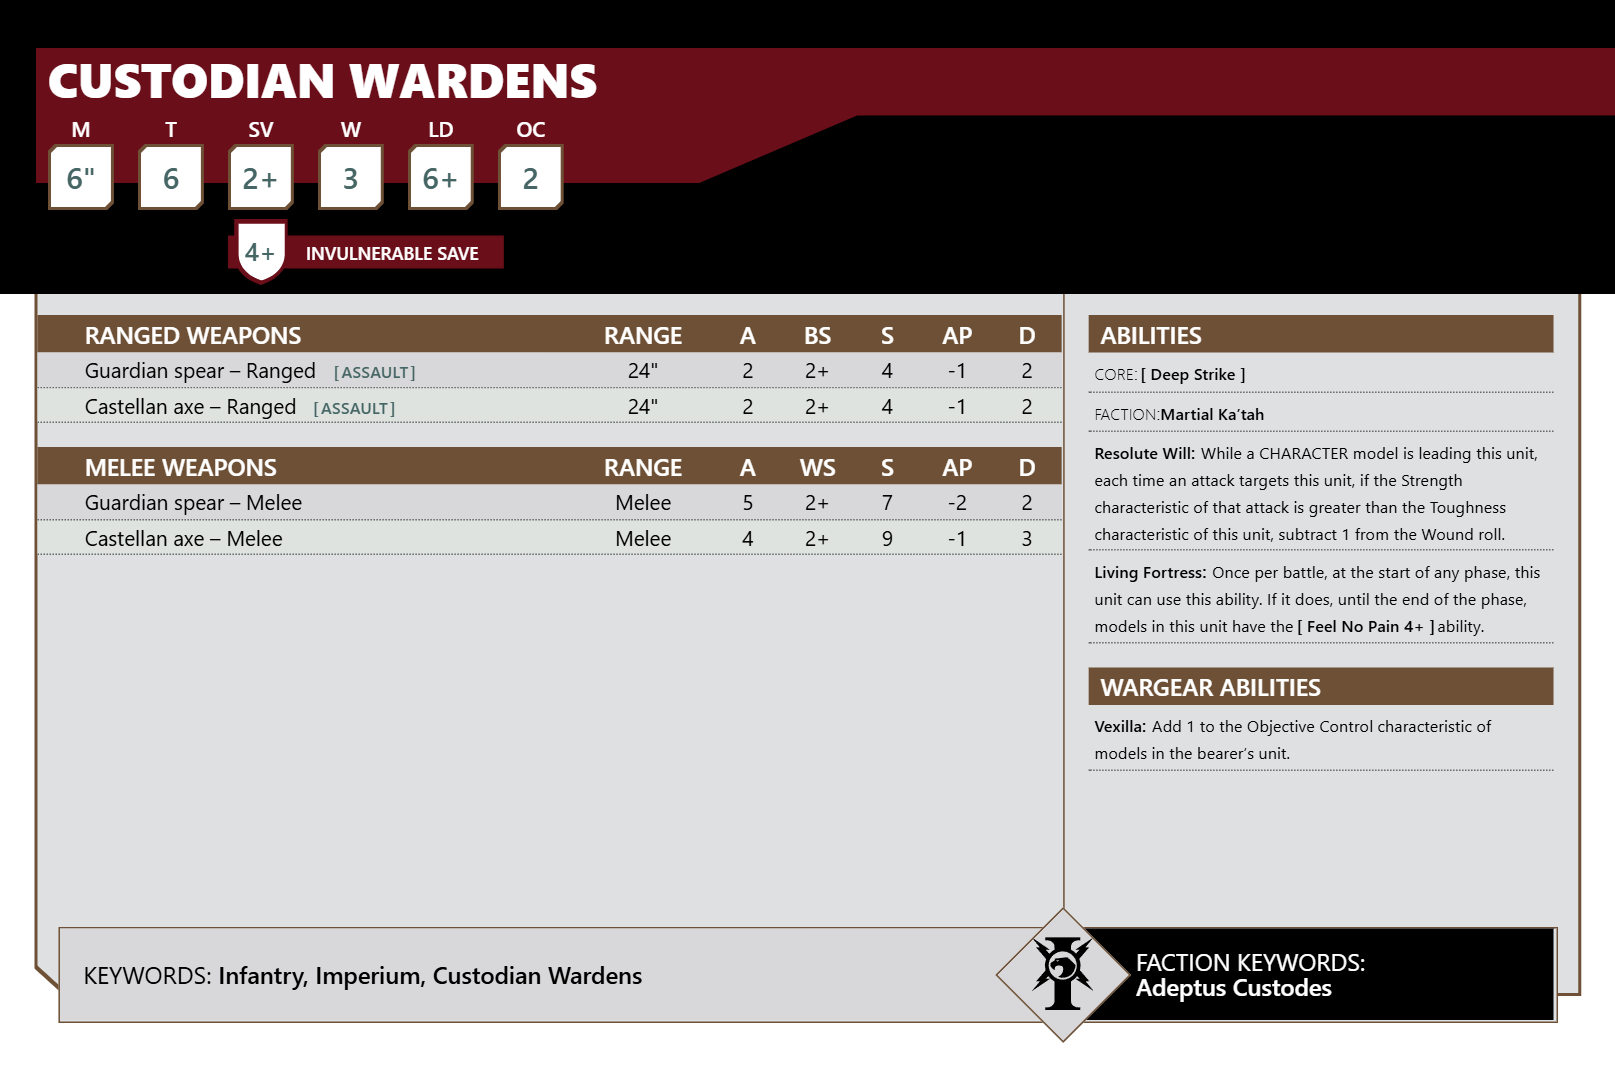 CUSTODIAN WARDENS
M T SV W LD OC
6" 6 2+ 3 6+ 2
4+ INVULNERABLE SAVE
RANGED WEAPONS RANGE A BS S AP D
Guardian spear – Ranged [ASSAULT] 24" 2 2+ 4 -1 2
Castellan axe – Ranged [ASSAULT] 24" 2 2+ 4 -1 2
MELEE WEAPONS RANGE A WS S AP D
Guardian spear – Melee Melee 5 2+ 7 -2 2
Castellan axe – Melee Melee 4 2+ 9 -1 3
ABILITIES
CORE: [ Deep Strike ]
FACTION:Martial Ka’tah
Resolute Will: While a CHARACTER model is leading this unit,
each time an attack targets this unit, if the Strength
characteristic of that attack is greater than the Toughness
characteristic of this unit, subtract 1 from the Wound roll.
Living Fortress: Once per battle, at the start of any phase, this
unit can use this ability. If it does, until the end of the phase,
models in this unit have the [ Feel No Pain 4+ ] ability.
WARGEAR ABILITIES
Vexilla: Add 1 to the Objective Control characteristic of
models in the bearer’s unit.
KEYWORDS: Infantry, Imperium, Custodian Wardens
FACTION KEYWORDS:
Adeptus Custodes